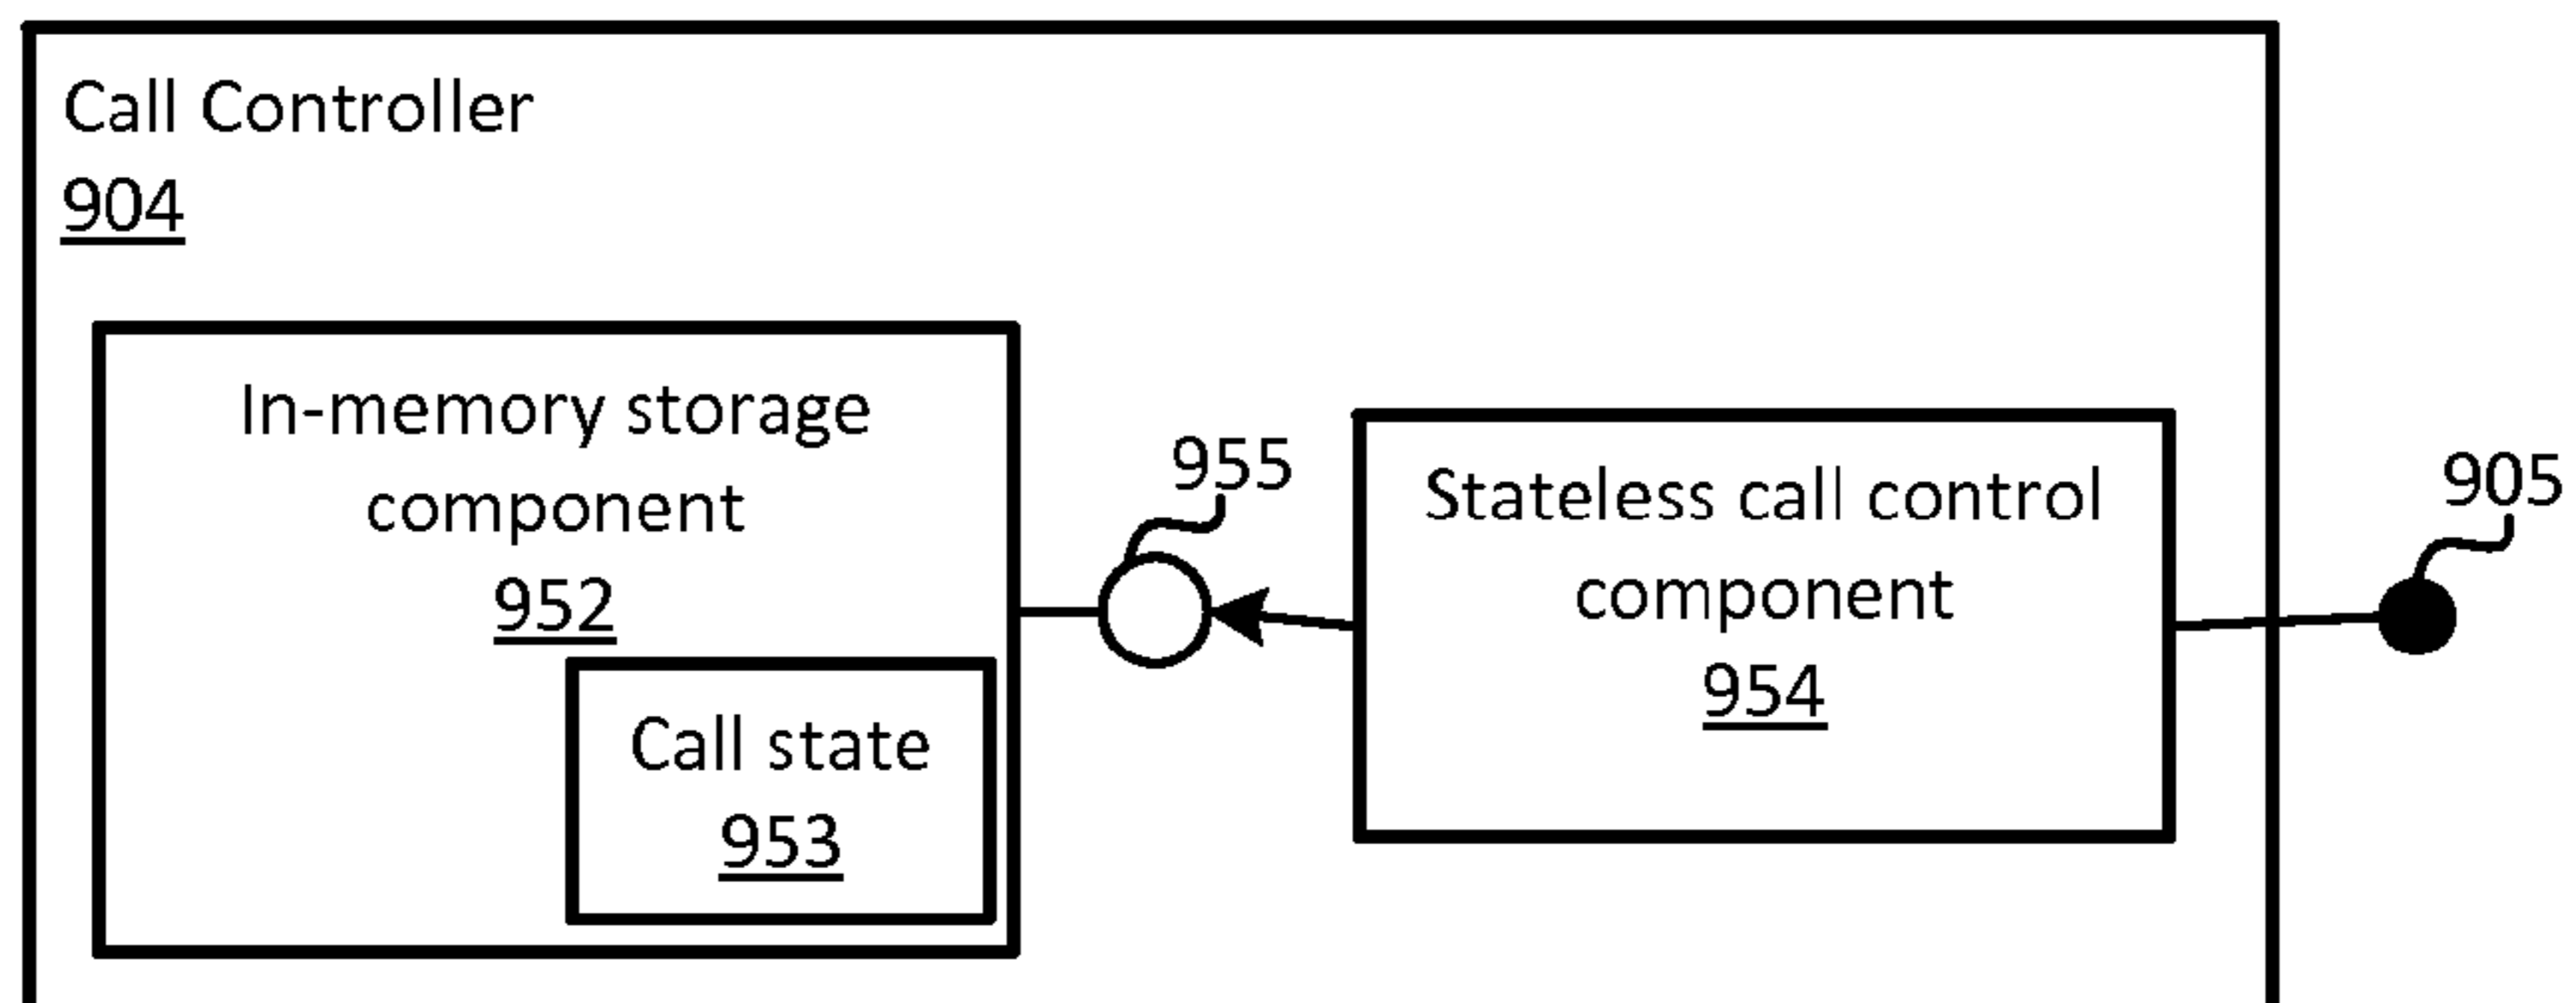 Call Controller
904
In-memory storage
component
952
Call state
953
955
Stateless call control
component
954
905